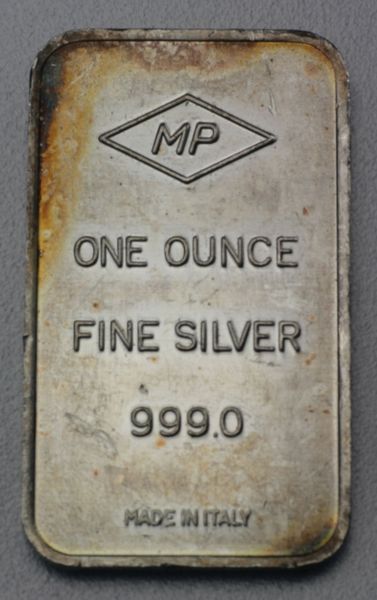 MP
ONE OUNCE
FINE SILVER
999.0
MADE IN ITALY